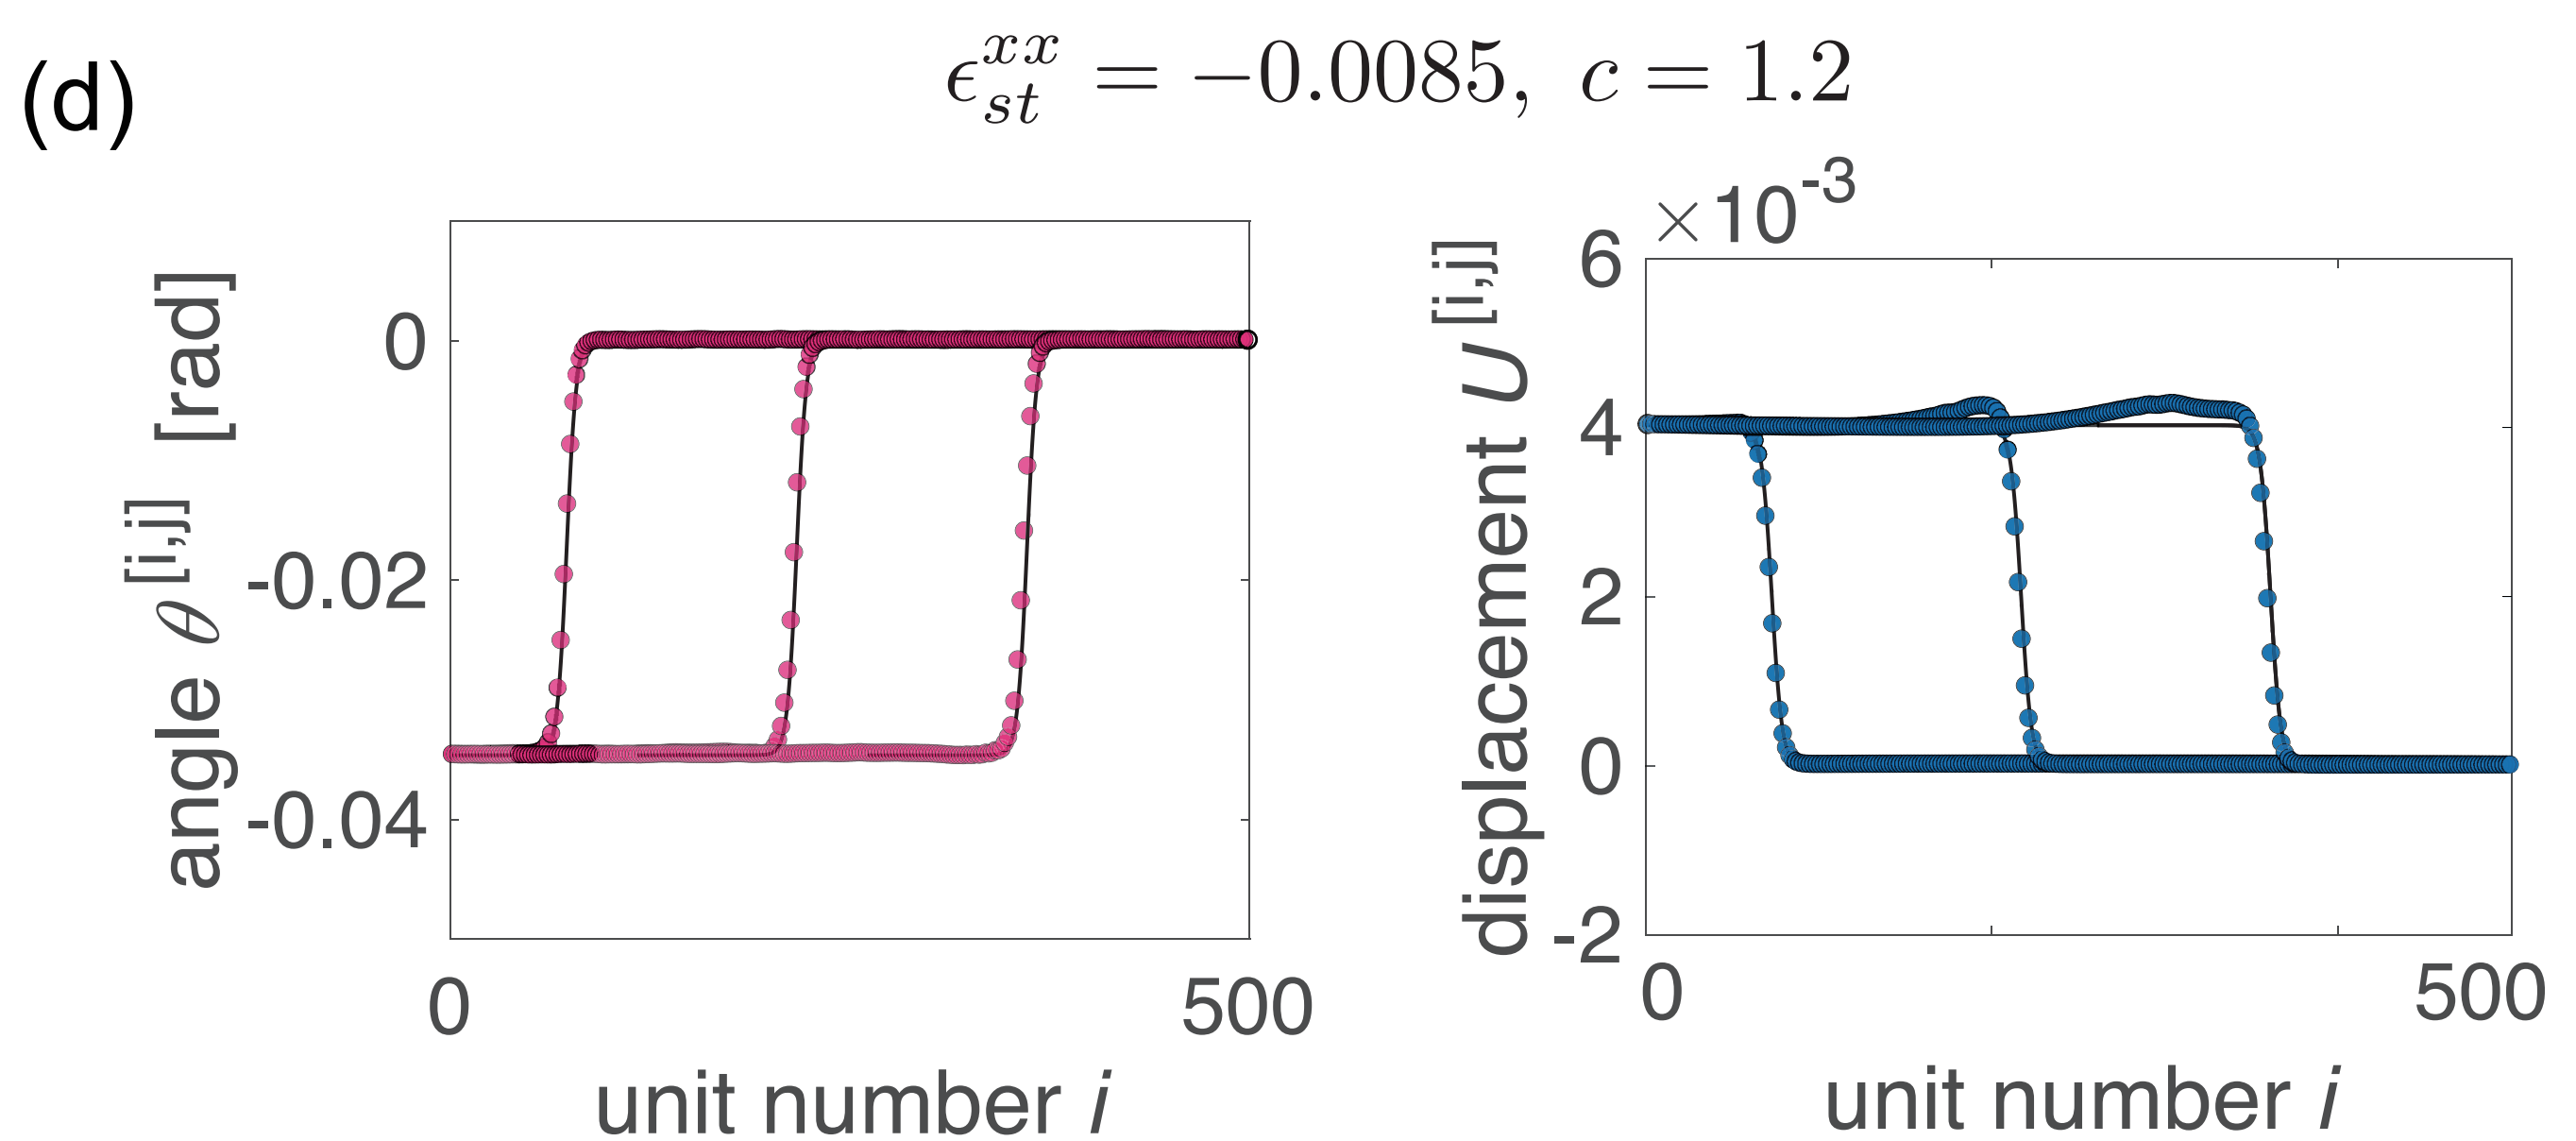 (d)
ϵ_{st}^{xx} = −0.0085, c = 1.2
angle θ^{[i,j]} [rad]
0
-0.02
-0.04
0 500
unit number i
displacement U^{[i,j]}
×10^{-3}
6
4
2
0
-2
0 500
unit number i